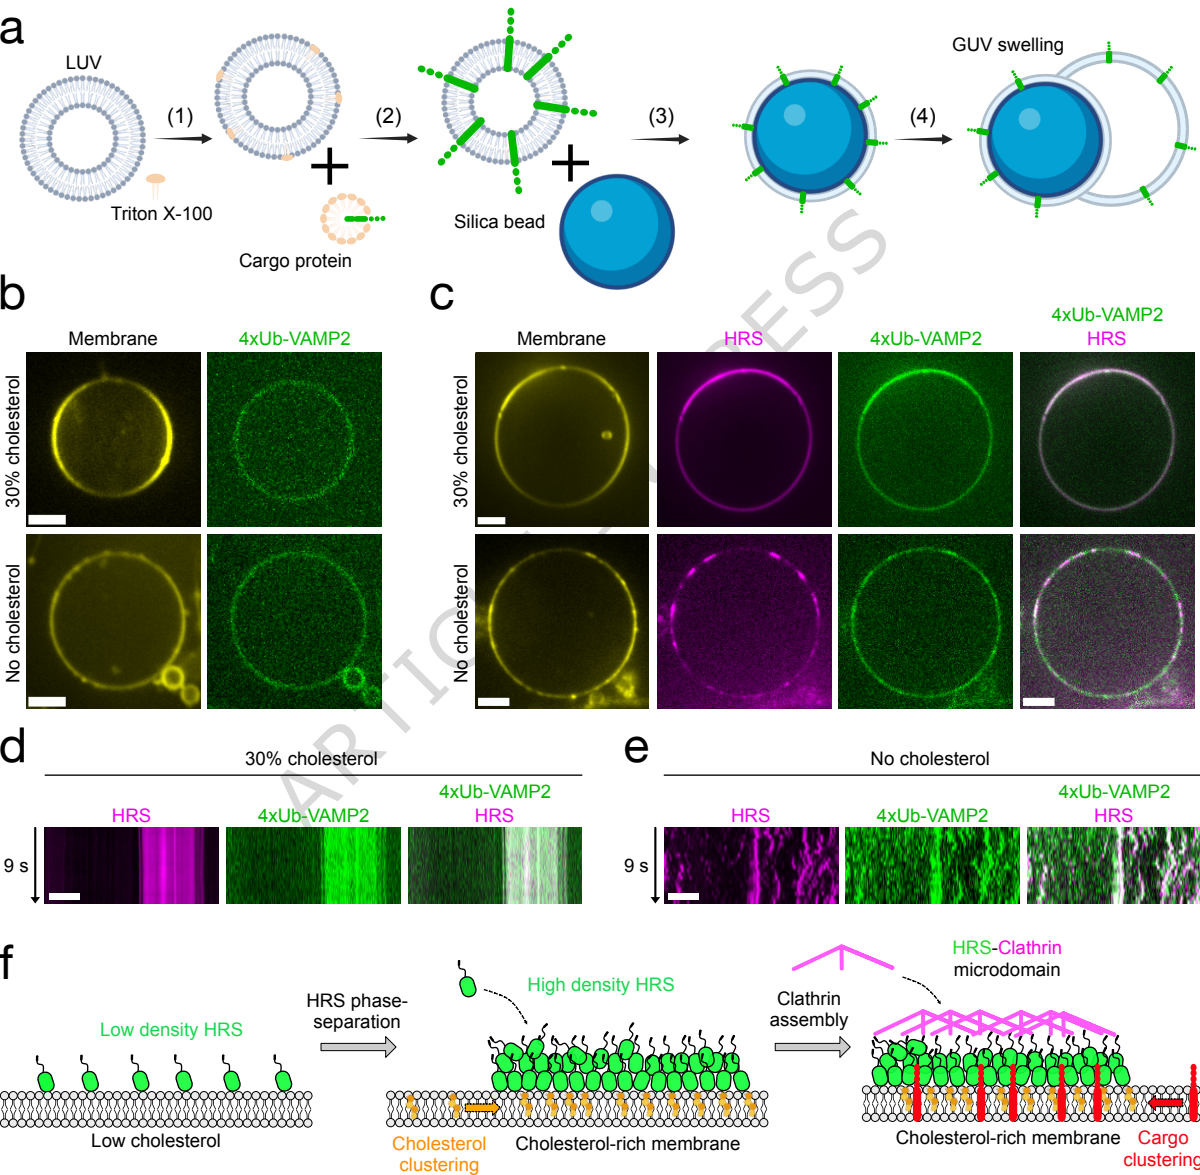 a
LUV
(1)
(2)
(3)
(4)
GUV swelling
Triton X-100
Cargo protein
Silica bead
b
Membrane
4xUb-VAMP2
30% cholesterol
No cholesterol
c
Membrane
HRS
4xUb-VAMP2
4xUb-VAMP2
HRS
30% cholesterol
No cholesterol
ARTICLE IN PRESS
d
30% cholesterol
HRS
4xUb-VAMP2
4xUb-VAMP2
HRS
9 s
e
No cholesterol
HRS
4xUb-VAMP2
4xUb-VAMP2
HRS
9 s
f
Low density HRS
Low cholesterol
HRS phase-
separation
High density HRS
Cholesterol
clustering
Cholesterol-rich membrane
Clathrin
assembly
HRS-Clathrin
microdomain
Cholesterol-rich membrane
Cargo
clustering